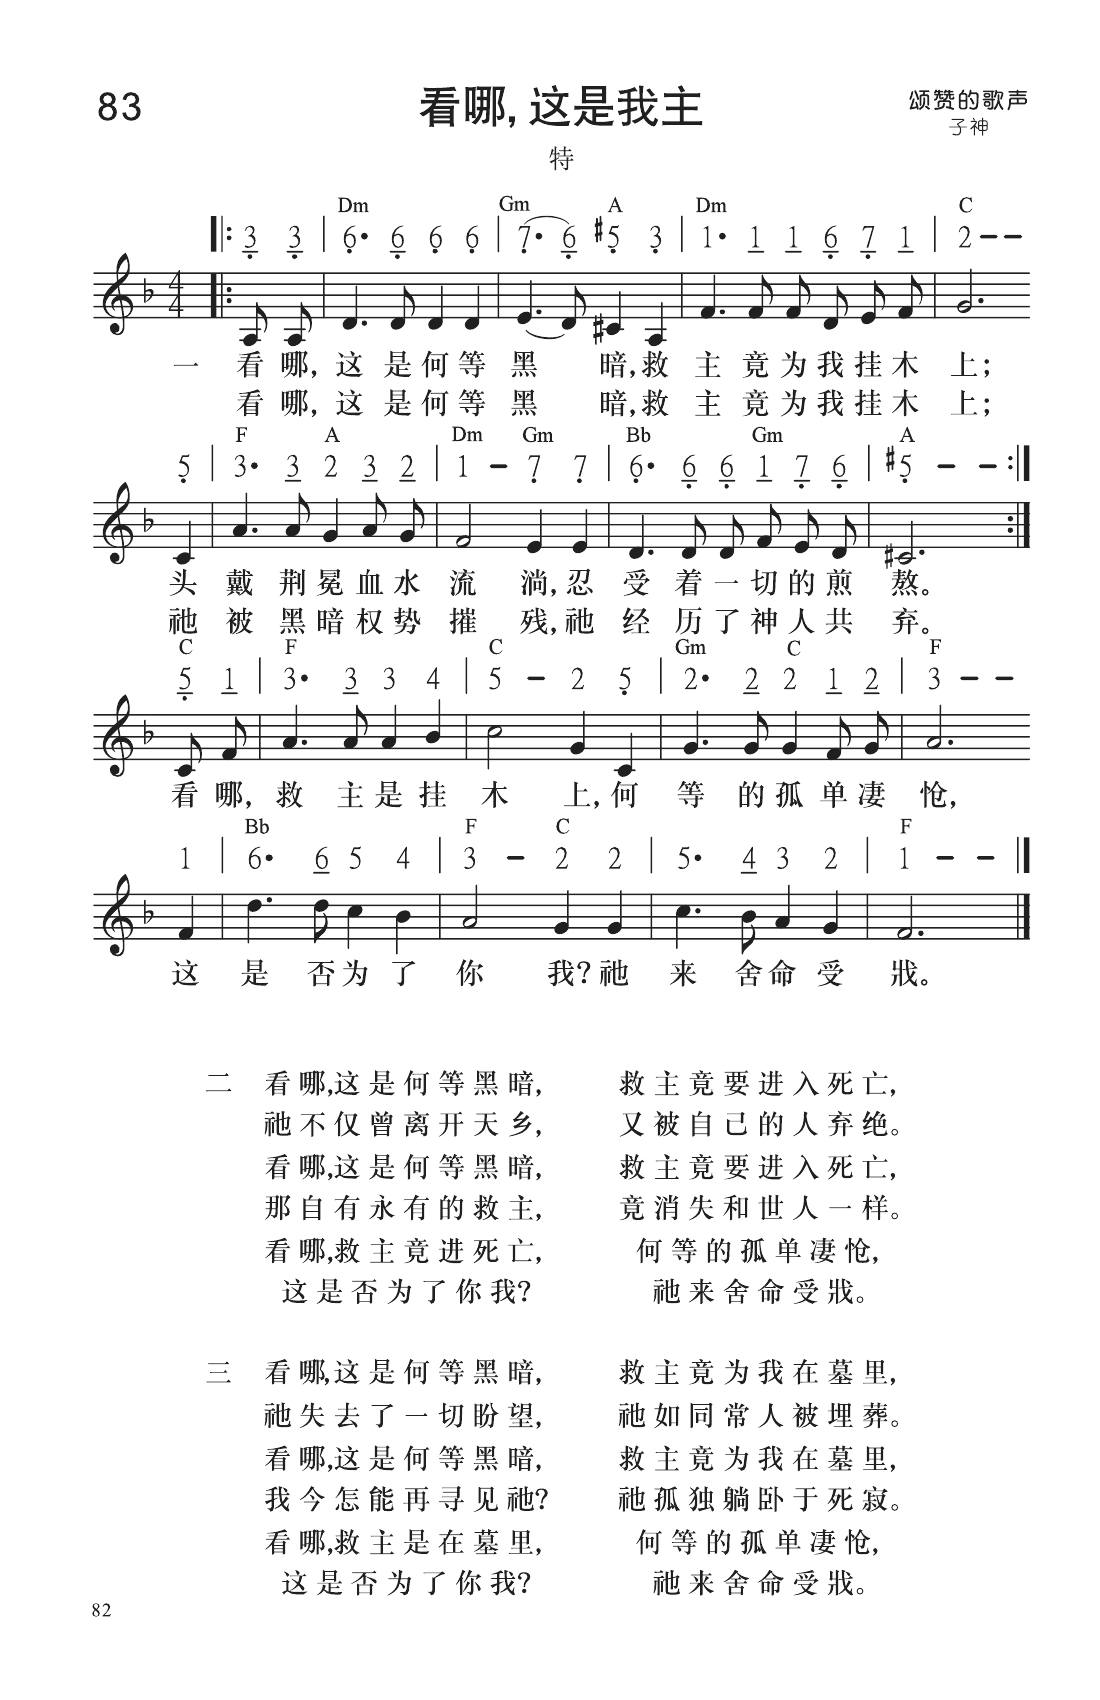 83
看哪,这是我主
颂赞的歌声
子神
特
Dm Gm A Dm C
3 3 | 6· 6 6 6 | 7· 6 #5 3 | 1· 1 1 6 7 1 | 2 – –
一 看哪,这是何等黑暗,救主竟为我挂木上;
看哪,这是何等黑暗,救主竟为我挂木上;
F A Dm Gm Bb Gm A
5 | 3· 3 2 3 2 | 1 – 7 7 | 6· 6 6 1 7 6 | #5 – – :|
头戴荆冕血水流淌,忍受着一切的煎熬。
祂被黑暗权势摧残,祂经历了神人共弃。
C F C Gm C F
5 1 | 3· 3 3 4 | 5 – 2 5 | 2· 2 2 1 2 | 3 – –
看哪,救主是挂木上,何等的孤单凄怆,
Bb F C F
1 | 6· 6 5 4 | 3 – 2 2 | 5· 4 3 2 | 1 – –
这是否为了你我?祂来舍命受戕。
二 看哪,这是何等黑暗, 救主竟要进入死亡,
祂不仅曾离开天乡, 又被自己的人弃绝。
看哪,这是何等黑暗, 救主竟要进入死亡,
那自有永有的救主, 竟消失和世人一样。
看哪,救主竟进死亡, 何等的孤单凄怆,
这是否为了你我? 祂来舍命受戕。
三 看哪,这是何等黑暗, 救主竟为我在墓里,
祂失去了一切盼望, 祂如同常人被埋葬。
看哪,这是何等黑暗, 救主竟为我在墓里,
我今怎能再寻见祂? 祂孤独躺卧于死寂。
看哪,救主是在墓里, 何等的孤单凄怆,
这是否为了你我? 祂来舍命受戕。
82